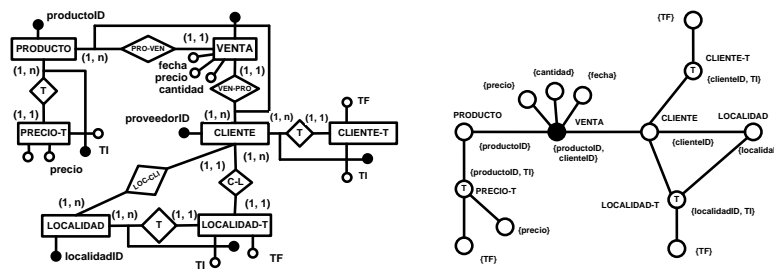 productoID
PRODUCTO
(1, n)
PRO-VEN
(1, 1)
VENTA
(1, n)
fecha
precio
cantidad
(1, 1)
VEN-PRO
T
(1, 1)
PRECIO-T
TI
precio
proveedorID
(1, n)
CLIENTE
(1, n)
T
(1, 1)
CLIENTE-T
TF
TI
(1, 1)
(1, n)
LOC-CLI
C-L
(1, n)
(1, n)
(1, 1)
(1, 1)
LOCALIDAD
T
LOCALIDAD-T
localidadID
TI
TF
{TF}
CLIENTE-T
T
{clienteID, TI}
{precio}
{cantidad}
{fecha}
PRODUCTO
VENTA
CLIENTE
LOCALIDAD
{productoID}
{productoID,
clienteID}
{clienteID}
{localida
{productoID, TI}
T
PRECIO-T
LOCALIDAD-T
T
{localidadID, TI}
{precio}
{TF}
{TF}